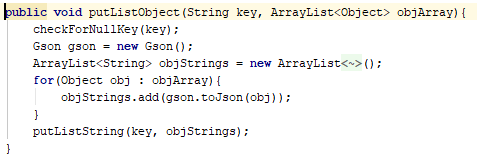 public void putListObject(String key, ArrayList<Object> objArray){
    checkForNullKey(key);
    Gson gson = new Gson();
    ArrayList<String> objStrings = new ArrayList<~>();
    for(Object obj : objArray){
        objStrings.add(gson.toJson(obj));
    }
    putListString(key, objStrings);
}